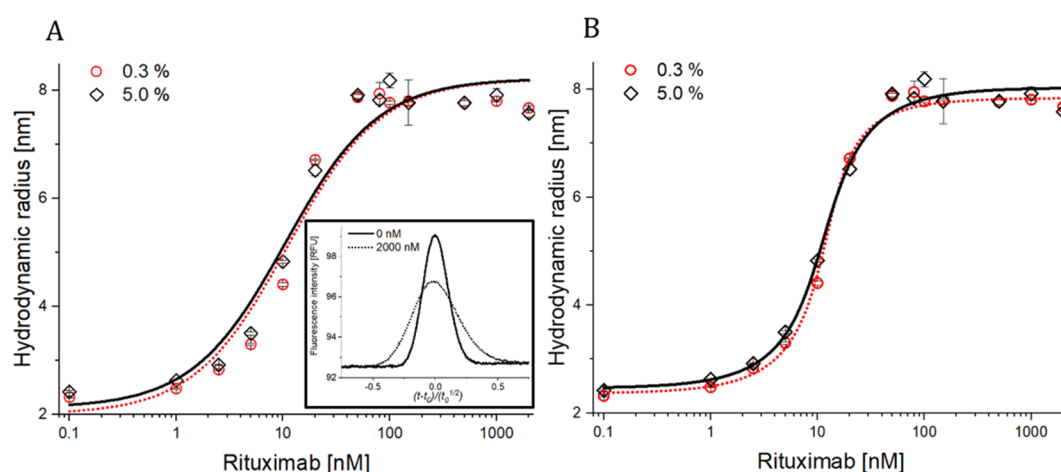 A
0.3 %
5.0 %
Hydrodynamic radius [nm]
8
6
4
2
0.1
1
10
100
1000
Rituximab [nM]
0 nM
2000 nM
Fluorescence intensity [RFU]
98
96
94
92
-0.5
0.0
0.5
(t-t0)/(t0^1/2)
B
0.3 %
5.0 %
Hydrodynamic radius [nm]
8
6
4
2
0.1
1
10
100
1000
Rituximab [nM]